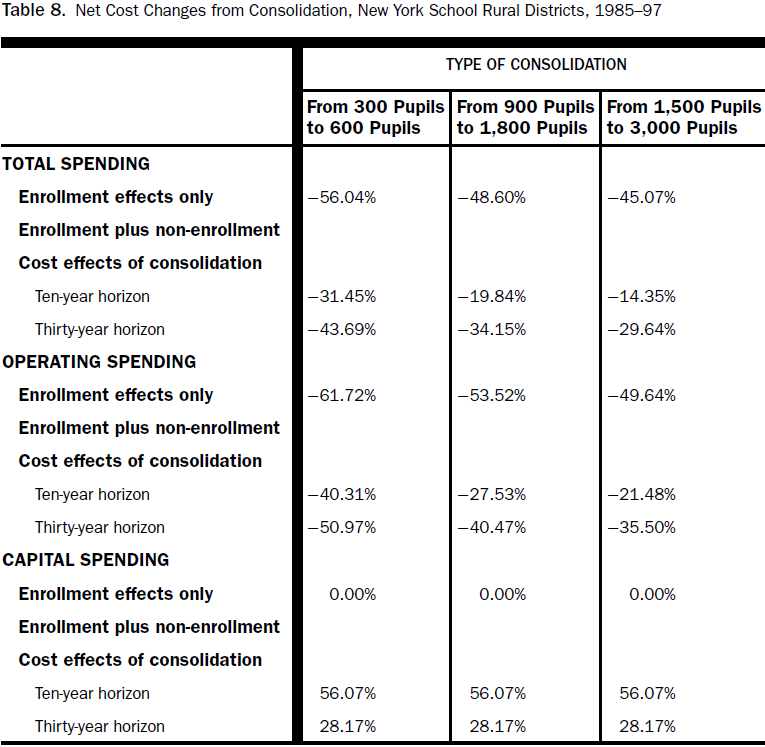 Table 8. Net Cost Changes from Consolidation, New York School Rural Districts, 1985–97
TYPE OF CONSOLIDATION
From 300 Pupils to 600 Pupils From 900 Pupils to 1,800 Pupils From 1,500 Pupils to 3,000 Pupils
TOTAL SPENDING
Enrollment effects only −56.04% −48.60% −45.07%
Enrollment plus non-enrollment
Cost effects of consolidation
Ten-year horizon −31.45% −19.84% −14.35%
Thirty-year horizon −43.69% −34.15% −29.64%
OPERATING SPENDING
Enrollment effects only −61.72% −53.52% −49.64%
Enrollment plus non-enrollment
Cost effects of consolidation
Ten-year horizon −40.31% −27.53% −21.48%
Thirty-year horizon −50.97% −40.47% −35.50%
CAPITAL SPENDING
Enrollment effects only 0.00% 0.00% 0.00%
Enrollment plus non-enrollment
Cost effects of consolidation
Ten-year horizon 56.07% 56.07% 56.07%
Thirty-year horizon 28.17% 28.17% 28.17%